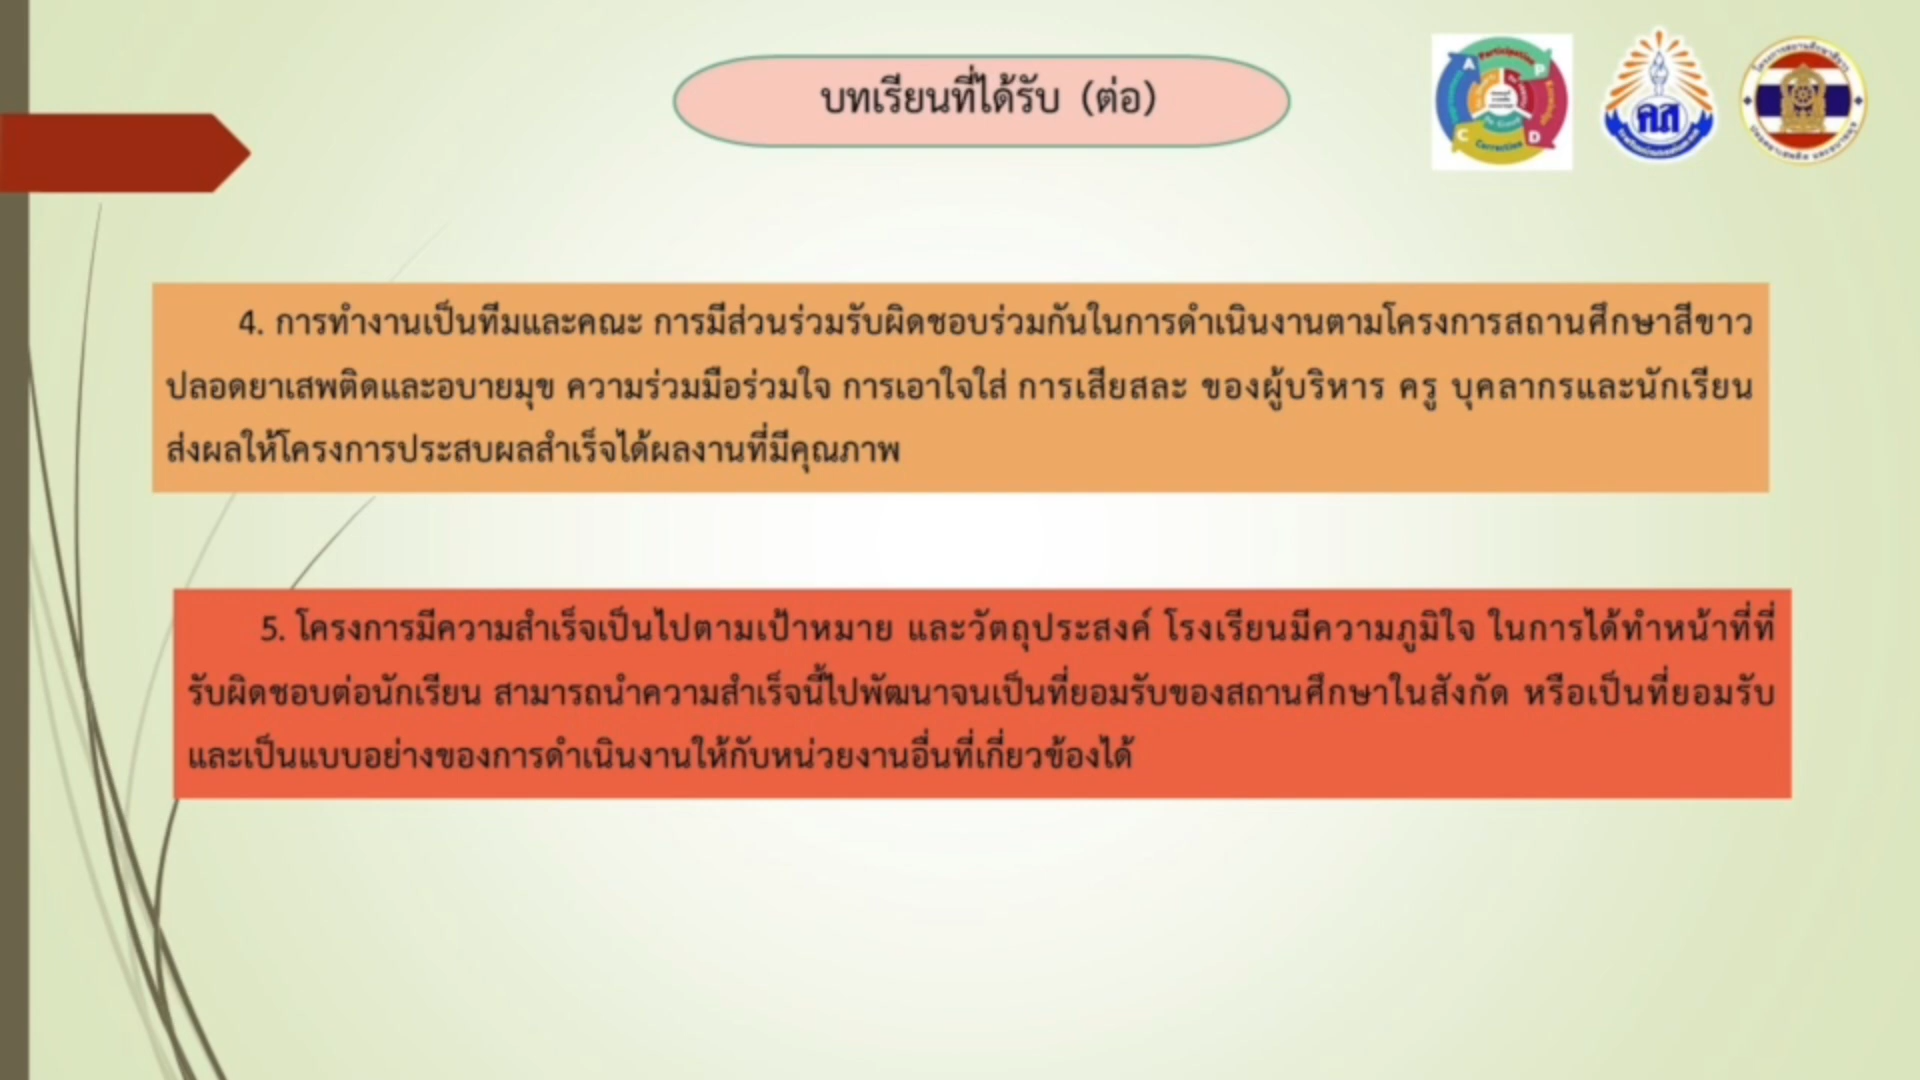 บทเรียนที่ได้รับ (ต่อ)
Participation
A
P
D
C
Correction
คส
4. การทำงานเป็นทีมและคณะ การมีส่วนร่วมรับผิดชอบร่วมกันในการดำเนินงานตามโครงการสถานศึกษาสีขาว
ปลอดยาเสพติดและอบายมุข ความร่วมมือร่วมใจ การเอาใจใส่ การเสียสละ ของผู้บริหาร ครู บุคลากรและนักเรียน
ส่งผลให้โครงการประสบผลสำเร็จได้ผลงานที่มีคุณภาพ
5. โครงการมีความสำเร็จเป็นไปตามเป้าหมาย และวัตถุประสงค์ โรงเรียนมีความภูมิใจ ในการได้ทำหน้าที่ที่
รับผิดชอบต่อนักเรียน สามารถนำความสำเร็จนี้ไปพัฒนาจนเป็นที่ยอมรับของสถานศึกษาในสังกัด หรือเป็นที่ยอมรับ
และเป็นแบบอย่างของการดำเนินงานให้กับหน่วยงานอื่นที่เกี่ยวข้องได้